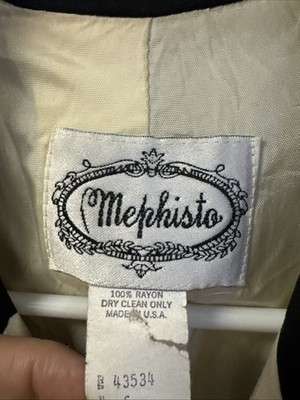 Mephisto
100% RAYON
DRY CLEAN ONLY
MADE IN U.S.A.
43534